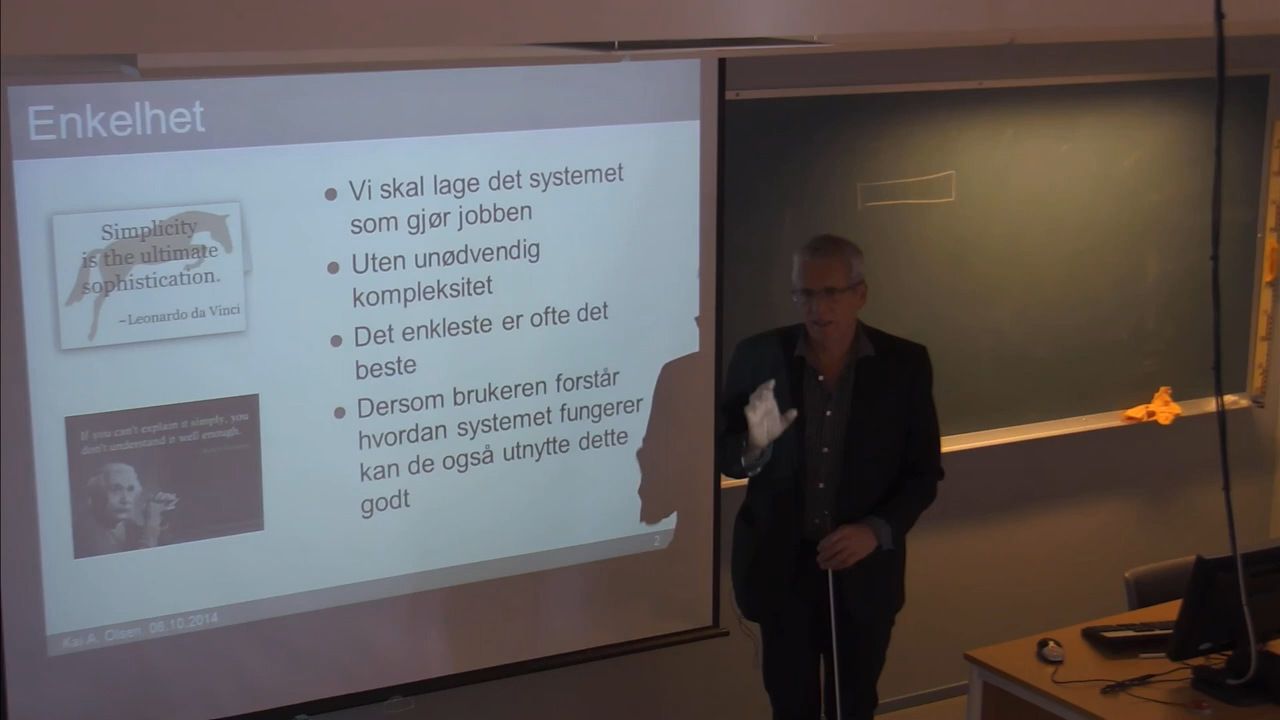 Enkelhet
Simplicity
is the ultimate
sophistication.
–Leonardo da Vinci
If you can't explain it simply, you
don't understand it well enough.
Vi skal lage det systemet
som gjør jobben
Uten unødvendig
kompleksitet
Det enkleste er ofte det
beste
Dersom brukeren forstår
hvordan systemet fungerer
kan de også utnytte dette
godt
2
Kai A. Olsen 06.10.2014